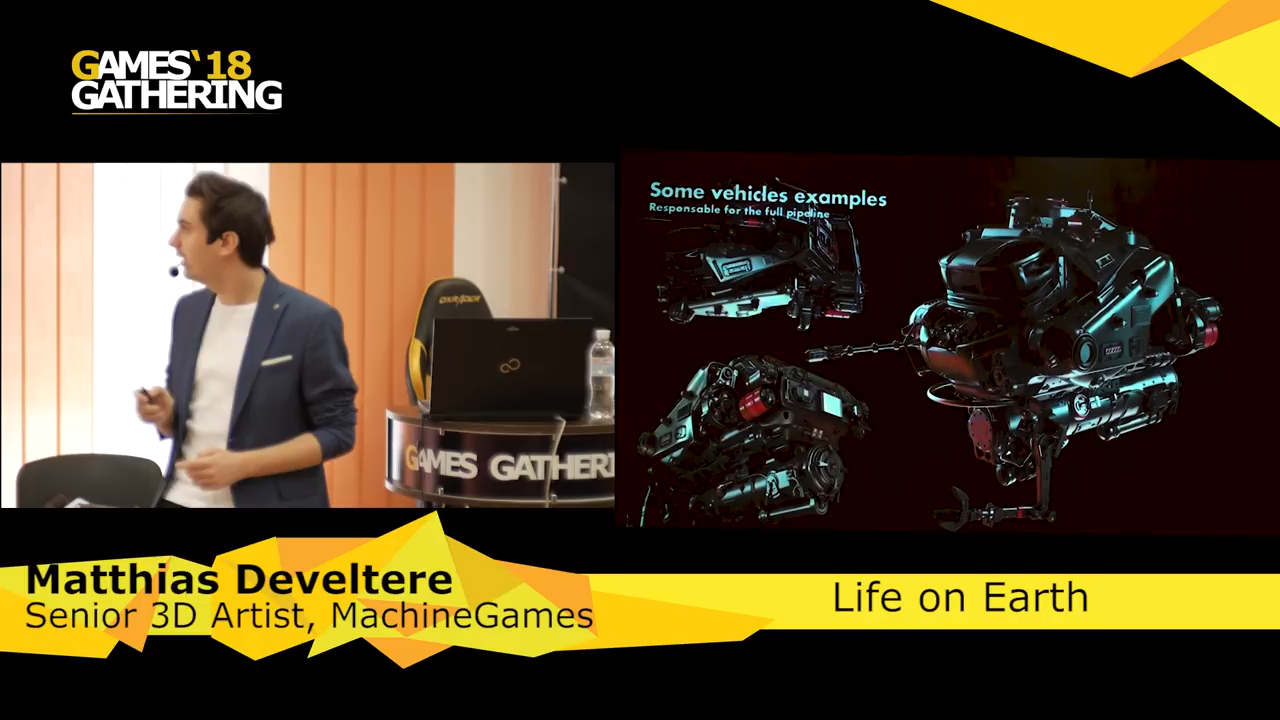 GAMES‘18
GATHERING
Some vehicles examples
Responsable for the full pipeline
DXRACER
GAMES GATHERI
Matthias Develtere
Senior 3D Artist, MachineGames
Life on Earth